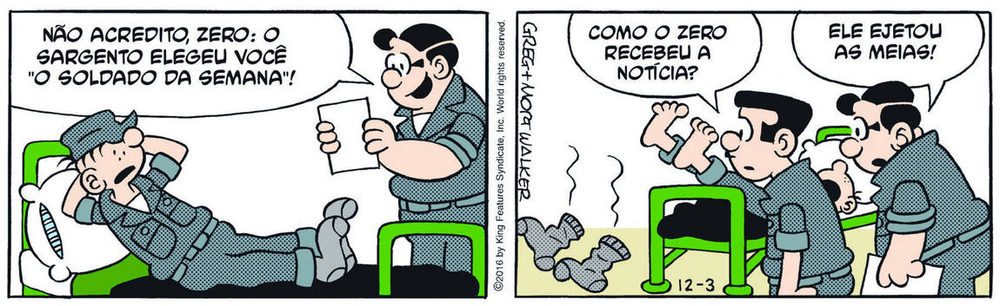 NÃO ACREDITO, ZERO: O
SARGENTO ELEGEU VOCÊ
"O SOLDADO DA SEMANA"!
©2016 by King Features Syndicate, Inc. World rights reserved.
GREG + MORT WALKER
COMO O ZERO
RECEBEU A
NOTÍCIA?
ELE EJETOU
AS MEIAS!
12-3